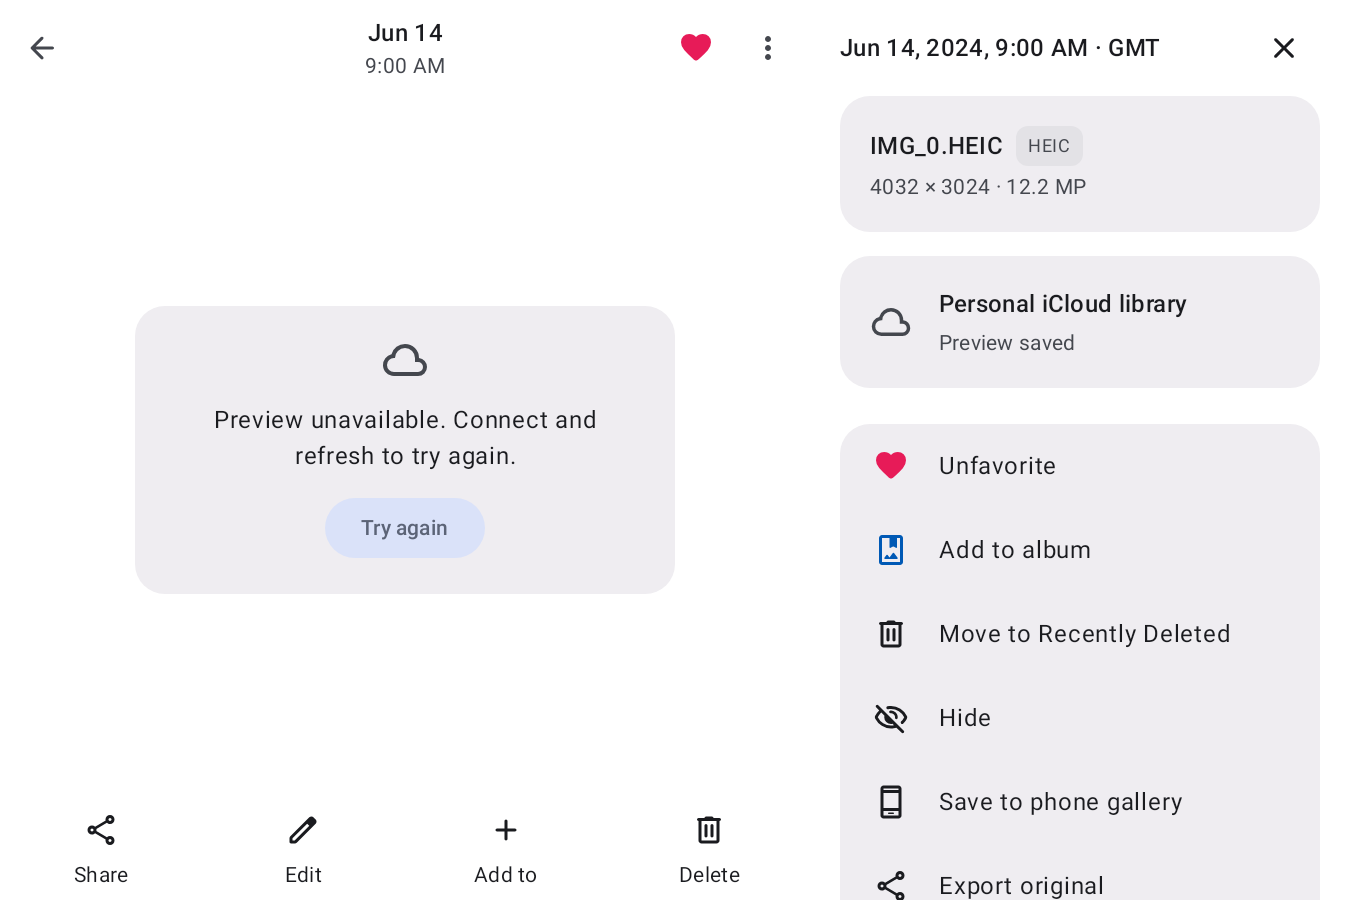 Jun 14
9:00 AM
Preview unavailable. Connect and
refresh to try again.
Try again
Share
Edit
Add to
Delete
Jun 14, 2024, 9:00 AM · GMT
IMG_0.HEIC
HEIC
4032 × 3024 · 12.2 MP
Personal iCloud library
Preview saved
Unfavorite
Add to album
Move to Recently Deleted
Hide
Save to phone gallery
Export original